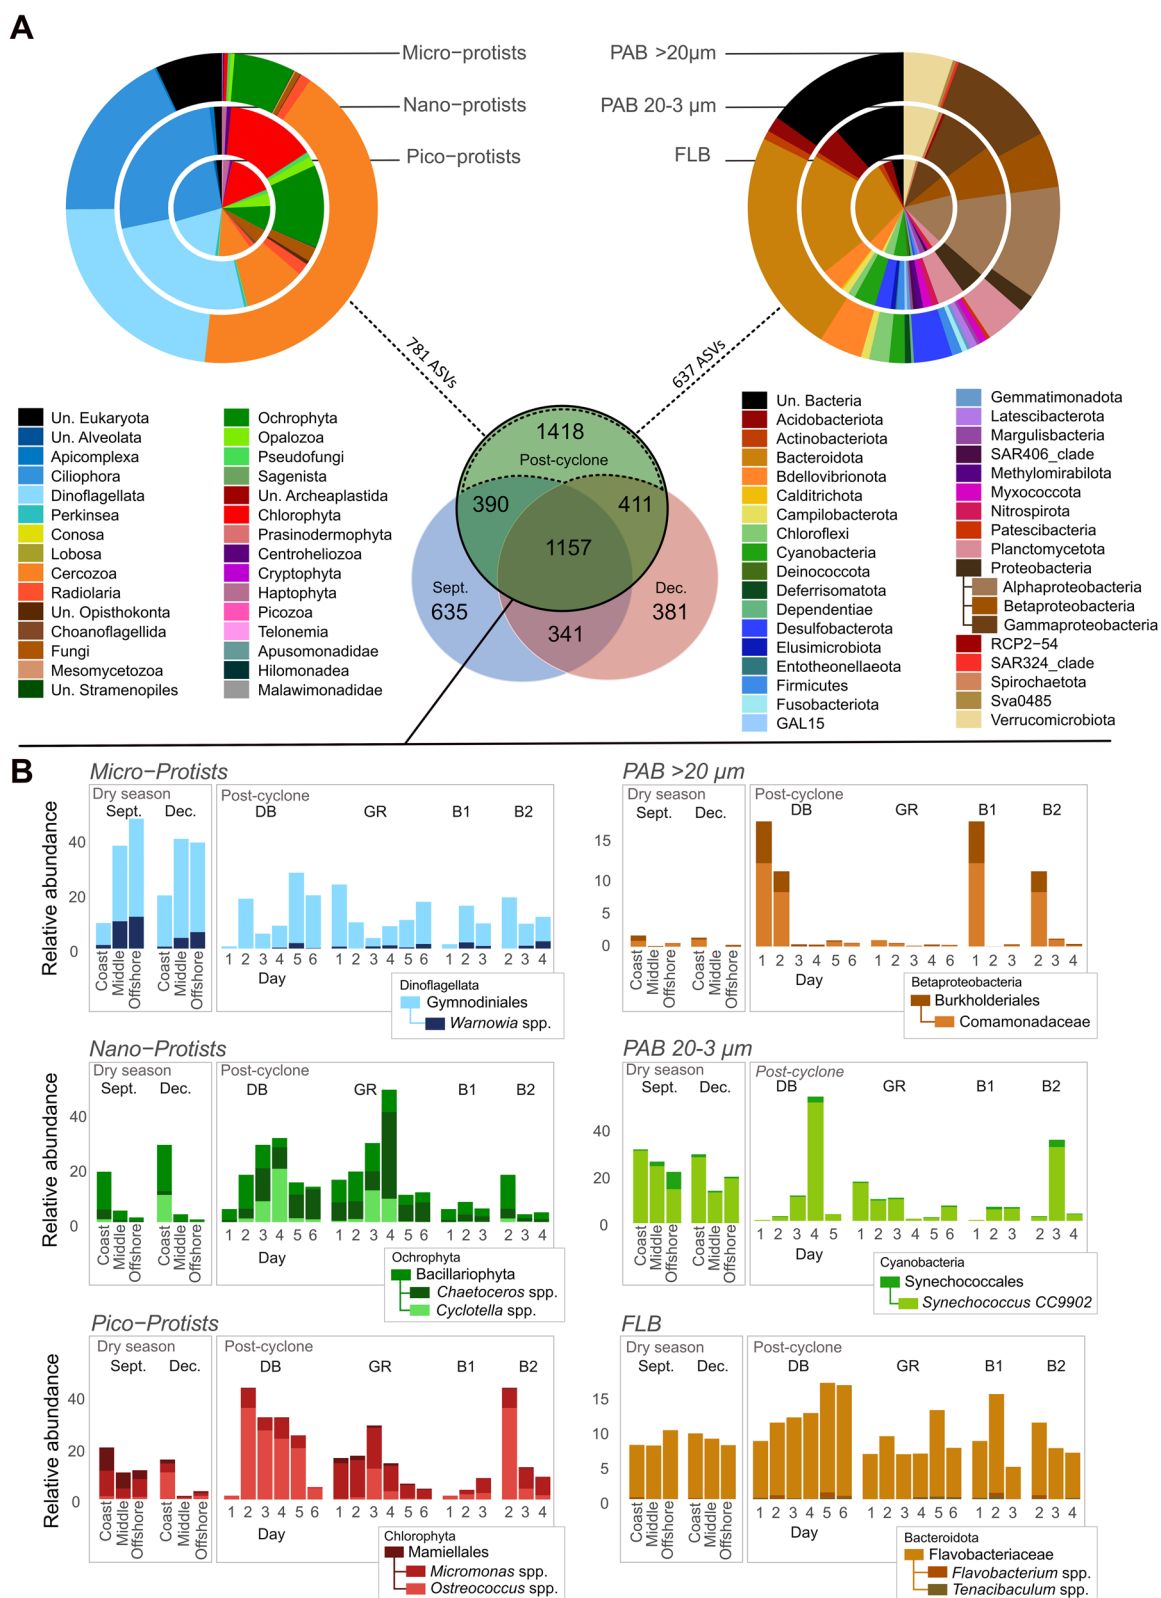 A
Micro−protists
Nano−protists
Pico−protists
PAB >20µm
PAB 20-3 µm
FLB
781 ASVs
637 ASVs
1418
Post-cyclone
390
411
1157
Sept.
635
Dec.
381
341
Un. Eukaryota
Un. Alveolata
Apicomplexa
Ciliophora
Dinoflagellata
Perkinsea
Conosa
Lobosa
Cercozoa
Radiolaria
Un. Opisthokonta
Choanoflagellida
Fungi
Mesomycetozoa
Un. Stramenopiles
Ochrophyta
Opalozoa
Pseudofungi
Sagenista
Un. Archeaplastida
Chlorophyta
Prasinodermophyta
Centroheliozoa
Cryptophyta
Haptophyta
Picozoa
Telonemia
Apusomonadidae
Hilomonadea
Malawimonadidae
Un. Bacteria
Acidobacteriota
Actinobacteriota
Bacteroidota
Bdellovibrionota
Calditrichota
Campilobacterota
Chloroflexi
Cyanobacteria
Deinococcota
Deferrisomatota
Dependentiae
Desulfobacterota
Elusimicrobiota
Entotheonellaeota
Firmicutes
Fusobacteriota
GAL15
Gemmatimonadota
Latescibacterota
Margulisbacteria
SAR406_clade
Methylomirabilota
Myxococcota
Nitrospirota
Patescibacteria
Planctomycetota
Proteobacteria
Alphaproteobacteria
Betaproteobacteria
Gammaproteobacteria
RCP2−54
SAR324_clade
Spirochaetota
Sva0485
Verrucomicrobiota
B
Micro−Protists
Relative abundance
40
20
0
Dry season
Sept. Dec.
Coast Middle Offshore Coast Middle Offshore
Post-cyclone
DB GR B1 B2
1 2 3 4 5 6 1 2 3 4 5 6 1 2 3 2 3 4
Day
Dinoflagellata
Gymnodiniales
Warnowia spp.
PAB >20 µm
15
10
5
0
Dry season
Sept. Dec.
Coast Middle Offshore Coast Middle Offshore
Post-cyclone
DB GR B1 B2
1 2 3 4 5 6 1 2 3 4 5 6 1 2 3 2 3 4
Day
Betaproteobacteria
Burkholderiales
Comamonadaceae
Nano−Protists
Relative abundance
40
20
0
Dry season
Sept. Dec.
Coast Middle Offshore Coast Middle Offshore
Post-cyclone
DB GR B1 B2
1 2 3 4 5 6 1 2 3 4 5 6 1 2 3 2 3 4
Day
Ochrophyta
Bacillariophyta
Chaetoceros spp.
Cyclotella spp.
PAB 20-3 µm
40
20
0
Dry season
Sept. Dec.
Coast Middle Offshore Coast Middle Offshore
Post-cyclone
DB GR B1 B2
1 2 3 4 5 1 2 3 4 5 6 1 2 3 2 3 4
Day
Cyanobacteria
Synechococcales
Synechococcus CC9902
Pico−Protists
Relative abundance
40
20
0
Dry season
Sept. Dec.
Coast Middle Offshore Coast Middle Offshore
Post-cyclone
DB GR B1 B2
1 2 3 4 5 6 1 2 3 4 5 6 1 2 3 2 3 4
Day
Chlorophyta
Mamiellales
Micromonas spp.
Ostreococcus spp.
FLB
15
10
5
0
Dry season
Sept. Dec.
Coast Middle Offshore Coast Middle Offshore
Post-cyclone
DB GR B1 B2
1 2 3 4 5 6 1 2 3 4 5 6 1 2 3 2 3 4
Day
Bacteroidota
Flavobacteriaceae
Flavobacterium spp.
Tenacibaculum spp.